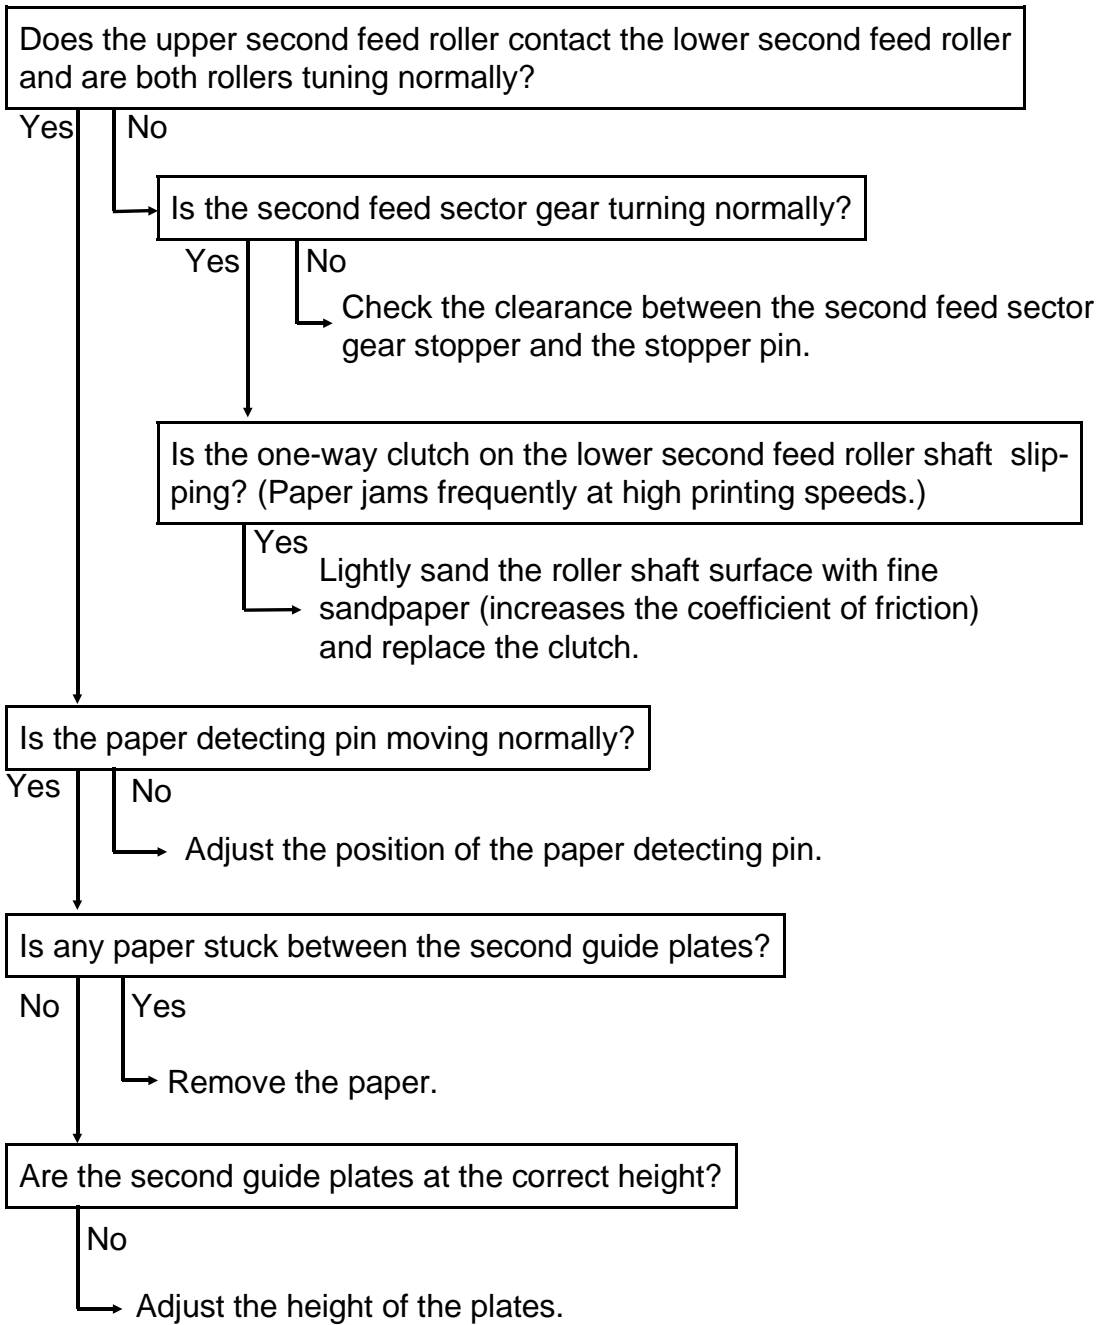 Does the upper second feed roller contact the lower second feed roller
and are both rollers tuning normally?
Yes No
Is the second feed sector gear turning normally?
Yes No
Check the clearance between the second feed sector
gear stopper and the stopper pin.
Is the one-way clutch on the lower second feed roller shaft slip-
ping? (Paper jams frequently at high printing speeds.)
Yes
Lightly sand the roller shaft surface with fine
sandpaper (increases the coefficient of friction)
and replace the clutch.
Is the paper detecting pin moving normally?
Yes No
Adjust the position of the paper detecting pin.
Is any paper stuck between the second guide plates?
No Yes
Remove the paper.
Are the second guide plates at the correct height?
No
Adjust the height of the plates.